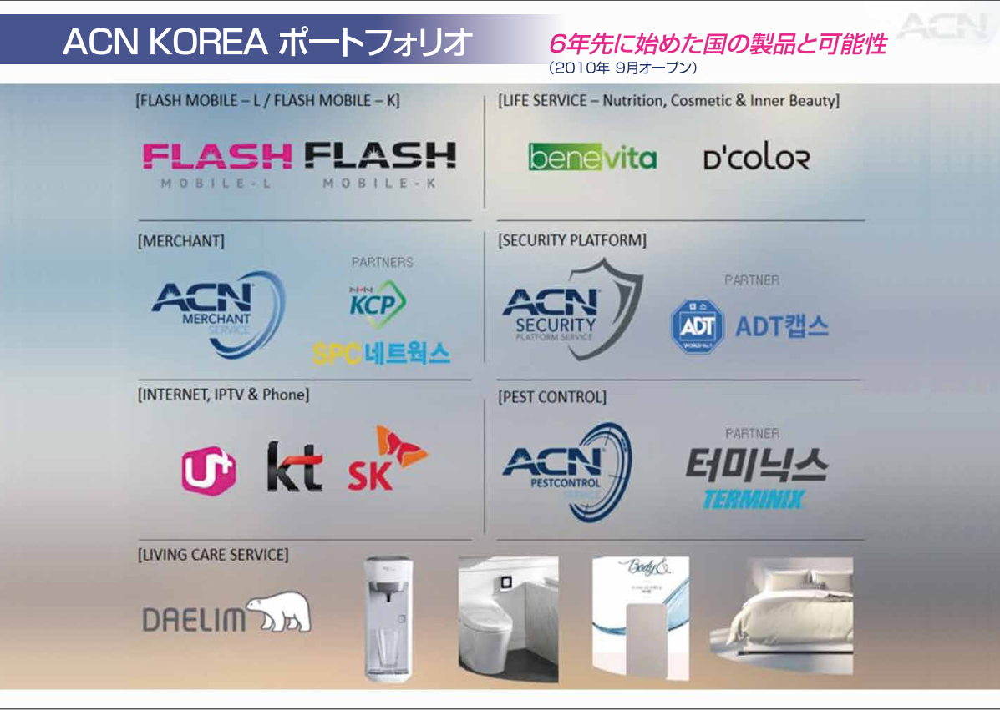 ACN KOREA ポートフォリオ
6年先に始めた国の製品と可能性
（2010年 9月オープン）
ACN
[FLASH MOBILE – L / FLASH MOBILE – K]
FLASH
MOBILE-L
FLASH
MOBILE-K
[LIFE SERVICE – Nutrition, Cosmetic & Inner Beauty]
benevita
D'color
[MERCHANT]
ACN
MERCHANT
SERVICE
PARTNERS
NHN
KCP
SPC네트웍스
[SECURITY PLATFORM]
ACN
SECURITY
PLATFORM SERVICE
PARTNER
캡스
ADT
WORLD No.1
ADT캡스
[INTERNET, IPTV & Phone]
U+
kt
SK
[PEST CONTROL]
ACN
PESTCONTROL
SERVICE
PARTNER
터미닉스
TERMINIX
[LIVING CARE SERVICE]
DAELIM
Body&